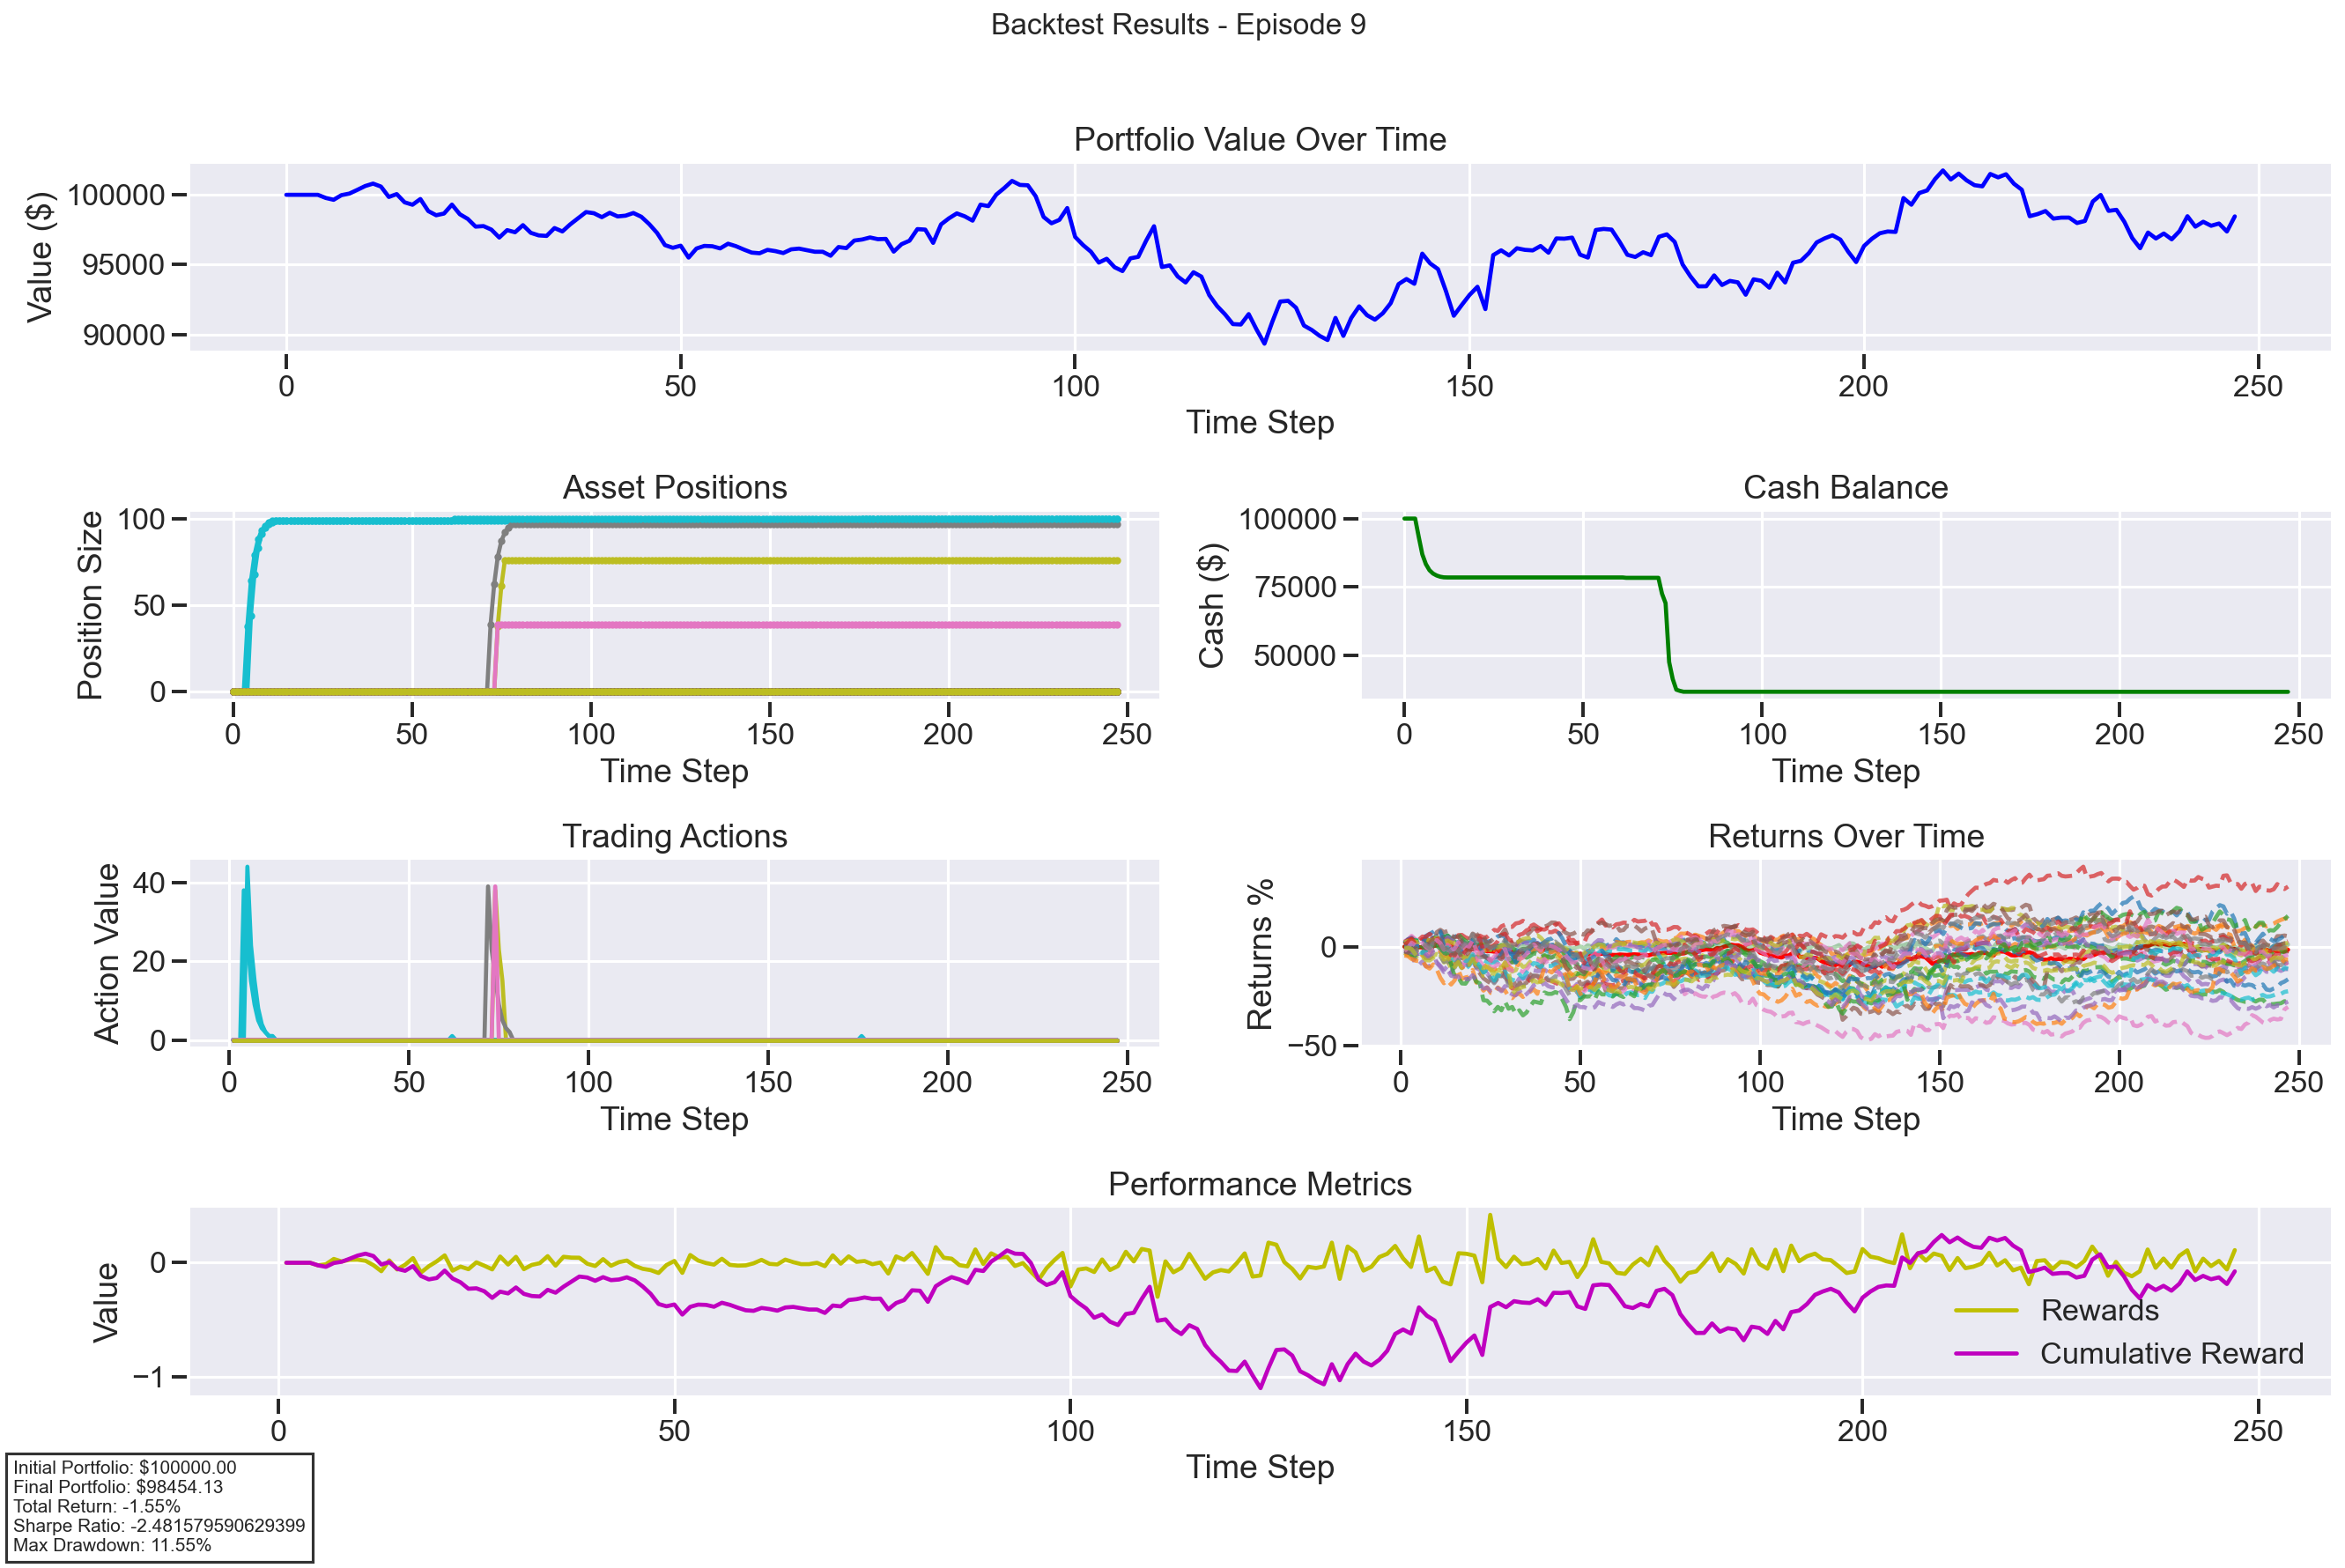 Backtest Results - Episode 9
Portfolio Value Over Time
Value ($)
100000
95000
90000
0 50 100 150 200 250
Time Step
Asset Positions
Position Size
100
50
0
0 50 100 150 200 250
Time Step
Cash Balance
Cash ($)
100000
75000
50000
0 50 100 150 200 250
Time Step
Trading Actions
Action Value
40
20
0
0 50 100 150 200 250
Time Step
Returns Over Time
Returns %
0
−50
0 50 100 150 200 250
Time Step
Performance Metrics
Value
0
−1
Rewards
Cumulative Reward
0 50 100 150 200 250
Time Step
Initial Portfolio: $100000.00
Final Portfolio: $98454.13
Total Return: -1.55%
Sharpe Ratio: -2.481579590629399
Max Drawdown: 11.55%